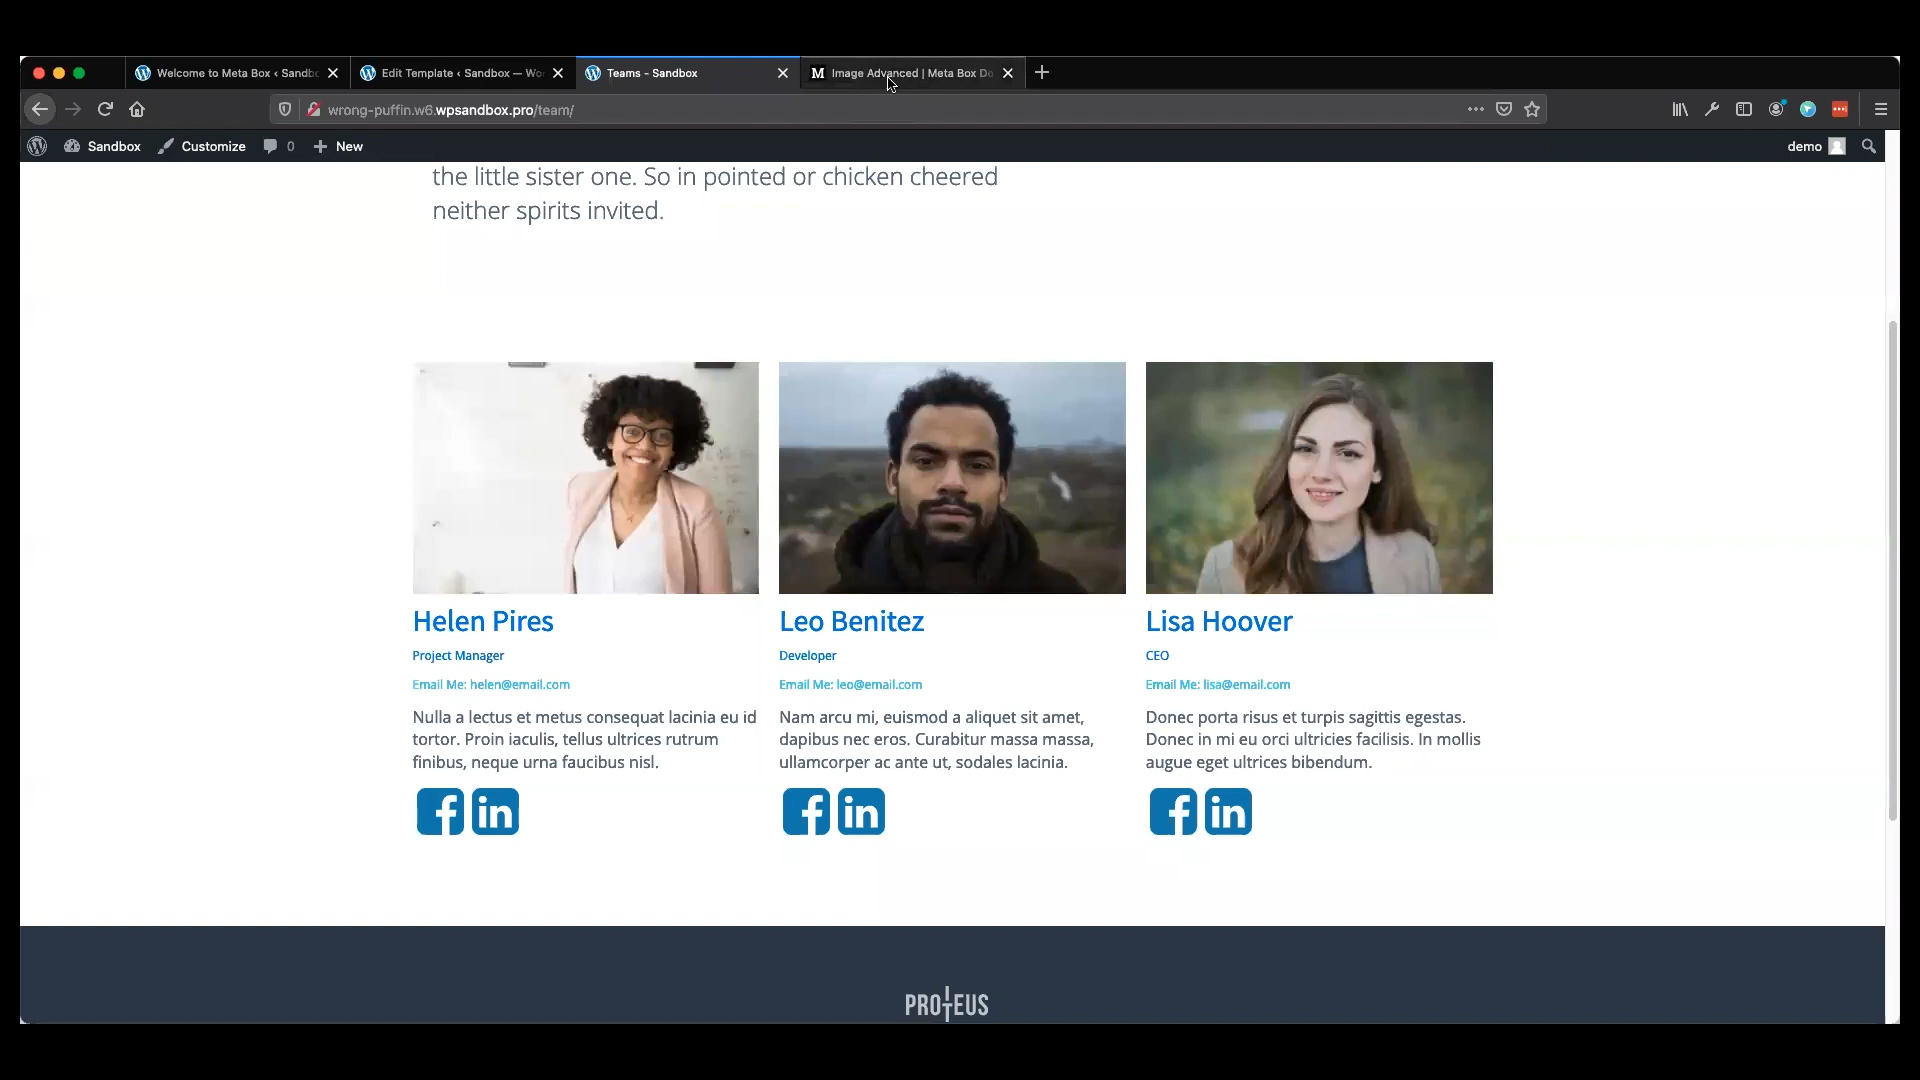 Welcome to Meta Box ‹ Sandbo
Edit Template ‹ Sandbox — Wo
Teams - Sandbox
Image Advanced | Meta Box Do
wrong-puffin.w6.wpsandbox.pro/team/
Sandbox
Customize
0
New
demo
the little sister one. So in pointed or chicken cheered
neither spirits invited.
Helen Pires
Project Manager
Email Me: helen@email.com
Nulla a lectus et metus consequat lacinia eu id
tortor. Proin iaculis, tellus ultrices rutrum
finibus, neque urna faucibus nisl.
Leo Benitez
Developer
Email Me: leo@email.com
Nam arcu mi, euismod a aliquet sit amet,
dapibus nec eros. Curabitur massa massa,
ullamcorper ac ante ut, sodales lacinia.
Lisa Hoover
CEO
Email Me: lisa@email.com
Donec porta risus et turpis sagittis egestas.
Donec in mi eu orci ultricies facilisis. In mollis
augue eget ultrices bibendum.
PROTEUS